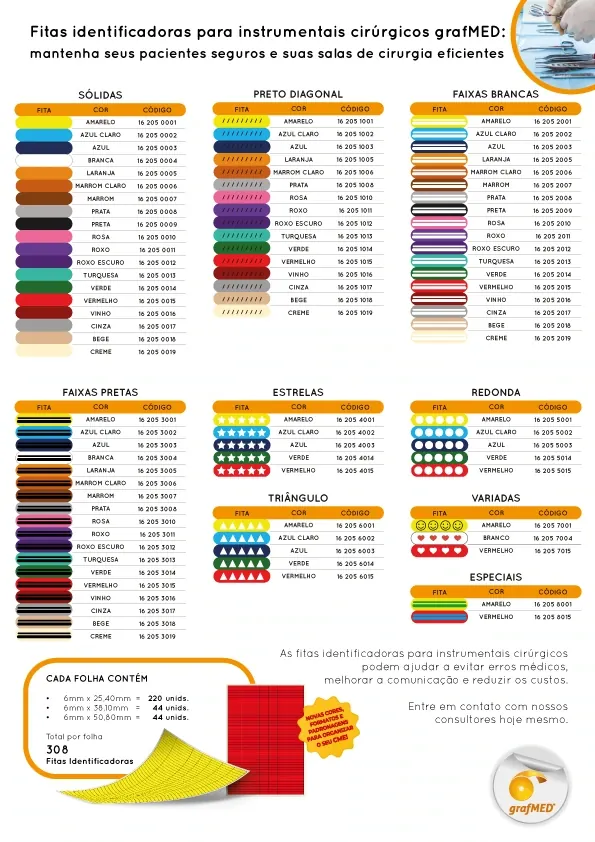 Fitas identificadoras para instrumentais cirúrgicos grafMED:
mantenha seus pacientes seguros e suas salas de cirurgia eficientes
SÓLIDAS
FITA COR CÓDIGO
AMARELO 16 205 0001
AZUL CLARO 16 205 0002
AZUL 16 205 0003
BRANCA 16 205 0004
LARANJA 16 205 0005
MARROM CLARO 16 205 0006
MARROM 16 205 0007
PRATA 16 205 0008
PRETA 16 205 0009
ROSA 16 205 0010
ROXO 16 205 0011
ROXO ESCURO 16 205 0012
TURQUESA 16 205 0013
VERDE 16 205 0014
VERMELHO 16 205 0015
VINHO 16 205 0016
CINZA 16 205 0017
BEGE 16 205 0018
CREME 16 205 0019
PRETO DIAGONAL
FITA COR CÓDIGO
AMARELO 16 205 1001
AZUL CLARO 16 205 1002
AZUL 16 205 1003
LARANJA 16 205 1005
MARROM CLARO 16 205 1006
PRATA 16 205 1008
ROSA 16 205 1010
ROXO 16 205 1011
ROXO ESCURO 16 205 1012
TURQUESA 16 205 1013
VERDE 16 205 1014
VERMELHO 16 205 1015
VINHO 16 205 1016
CINZA 16 205 1017
BEGE 16 205 1018
CREME 16 205 1019
FAIXAS BRANCAS
FITA COR CÓDIGO
AMARELO 16 205 2001
AZUL CLARO 16 205 2002
AZUL 16 205 2003
LARANJA 16 205 2005
MARROM CLARO 16 205 2006
MARROM 16 205 2007
PRATA 16 205 2008
PRETA 16 205 2009
ROSA 16 205 2010
ROXO 16 205 2011
ROXO ESCURO 16 205 2012
TURQUESA 16 205 2013
VERDE 16 205 2014
VERMELHO 16 205 2015
VINHO 16 205 2016
CINZA 16 205 2017
BEGE 16 205 2018
CREME 16 205 2019
FAIXAS PRETAS
FITA COR CÓDIGO
AMARELO 16 205 3001
AZUL CLARO 16 205 3002
AZUL 16 205 3003
BRANCA 16 205 3004
LARANJA 16 205 3005
MARROM CLARO 16 205 3006
MARROM 16 205 3007
PRATA 16 205 3008
ROSA 16 205 3010
ROXO 16 205 3011
ROXO ESCURO 16 205 3012
TURQUESA 16 205 3013
VERDE 16 205 3014
VERMELHO 16 205 3015
VINHO 16 205 3016
CINZA 16 205 3017
BEGE 16 205 3018
CREME 16 205 3019
ESTRELAS
FITA COR CÓDIGO
AMARELO 16 205 4001
AZUL CLARO 16 205 4002
AZUL 16 205 4003
VERDE 16 205 4014
VERMELHO 16 205 4015
REDONDA
FITA COR CÓDIGO
AMARELO 16 205 5001
AZUL CLARO 16 205 5002
AZUL 16 205 5003
VERDE 16 205 5014
VERMELHO 16 205 5015
TRIÂNGULO
FITA COR CÓDIGO
AMARELO 16 205 6001
AZUL CLARO 16 205 6002
AZUL 16 205 6003
VERDE 16 205 6014
VERMELHO 16 205 6015
VARIADAS
FITA COR CÓDIGO
AMARELO 16 205 7001
BRANCO 16 205 7004
VERMELHO 16 205 7015
ESPECIAIS
FITA COR CÓDIGO
AMARELO 16 205 8001
VERMELHO 16 205 8015
CADA FOLHA CONTÉM
• 6mm x 25,40mm = 220 unids.
• 6mm x 38,10mm = 44 unids.
• 6mm x 50,80mm = 44 unids.
Total por folha
308
Fitas Identificadoras
NOVAS CORES,
FORMATOS E
PADRONAGENS
PARA ORGANIZAR
O SEU CME!
As fitas identificadoras para instrumentais cirúrgicos
podem ajudar a evitar erros médicos,
melhorar a comunicação e reduzir os custos.
Entre em contato com nossos
consultores hoje mesmo.
grafMED®